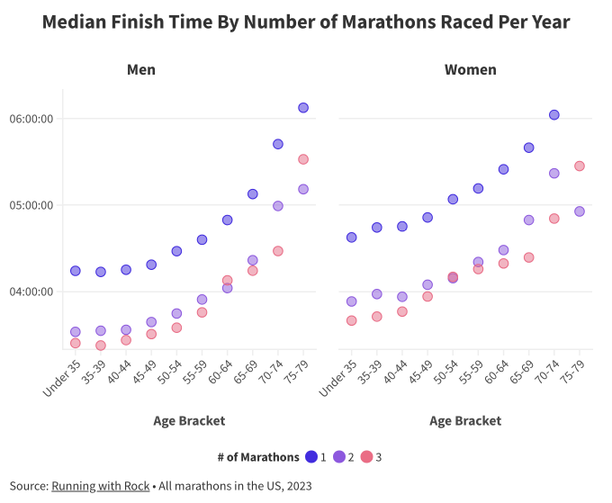 Median Finish Time By Number of Marathons Raced Per Year
Men
Women
06:00:00
05:00:00
04:00:00
Under 35
35-39
40-44
45-49
50-54
55-59
60-64
65-69
70-74
75-79
Under 35
35-39
40-44
45-49
50-54
55-59
60-64
65-69
70-74
75-79
Age Bracket
Age Bracket
# of Marathons 1 2 3
Source: Running with Rock • All marathons in the US, 2023